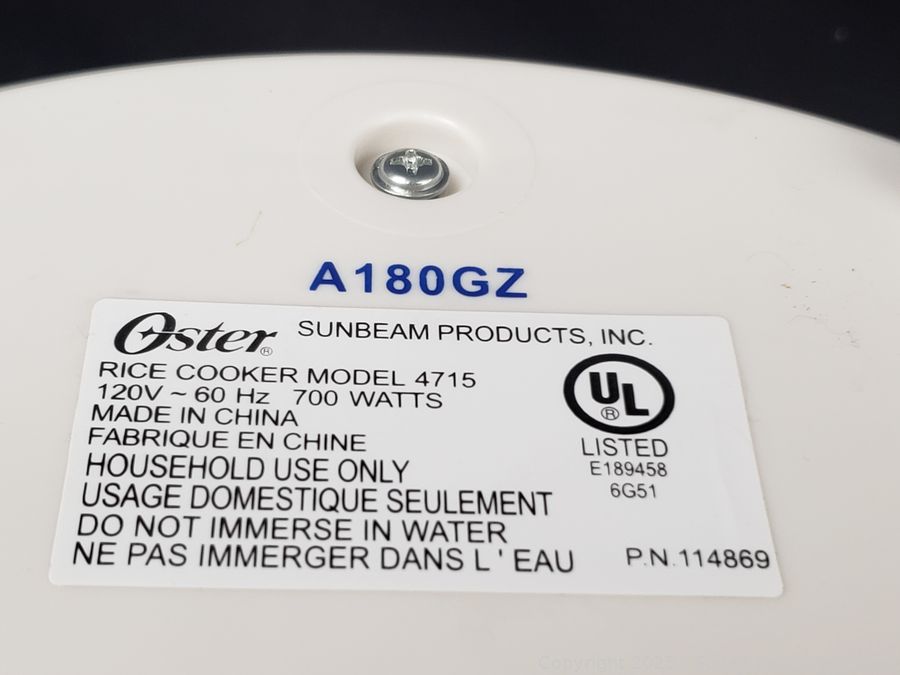 A180GZ
Oster® SUNBEAM PRODUCTS, INC.
RICE COOKER MODEL 4715
120V ~ 60 Hz 700 WATTS
MADE IN CHINA
FABRIQUE EN CHINE
HOUSEHOLD USE ONLY
USAGE DOMESTIQUE SEULEMENT
DO NOT IMMERSE IN WATER
NE PAS IMMERGER DANS L ' EAU
UL ®
LISTED
E189458
6G51
P.N.114869
Copyright